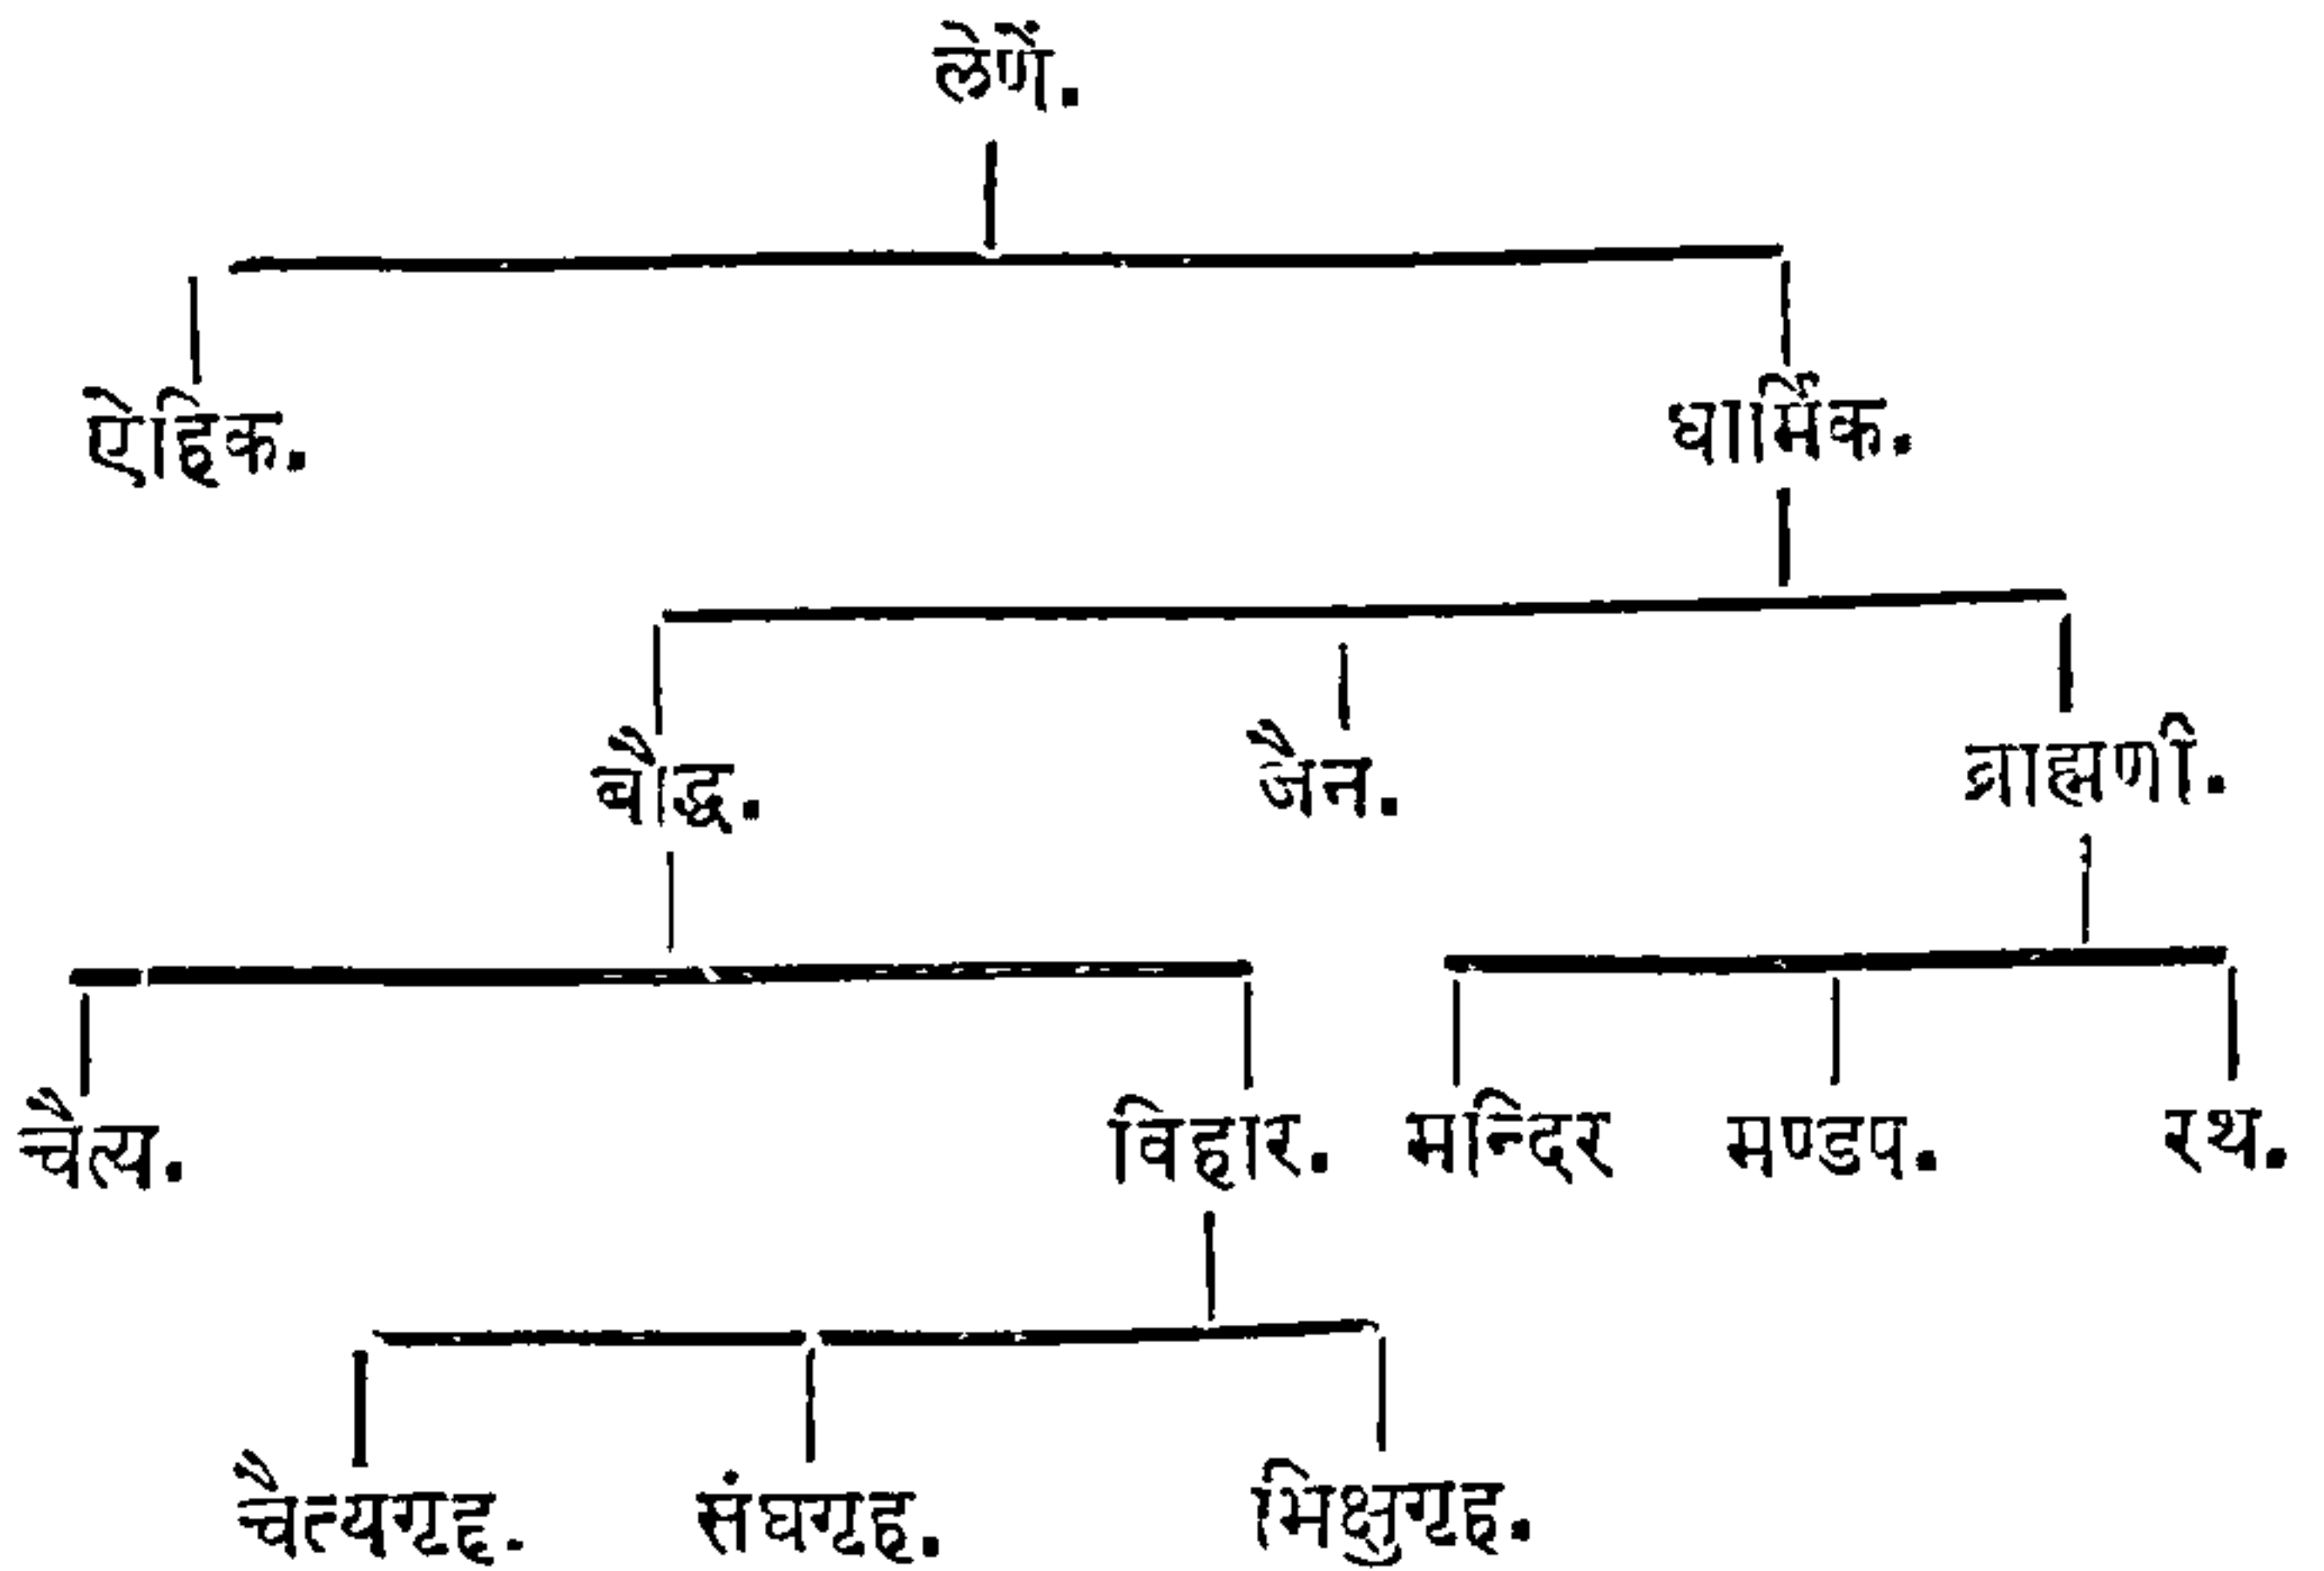 लेणें.
ऐहिक. धार्मिक.
बौद्ध. जैन. ब्राह्मणी.
चैत्य. विहार. मन्दिर मण्डप. रथ.
चैत्यगृह. संघगृह. भिक्षुगृह.